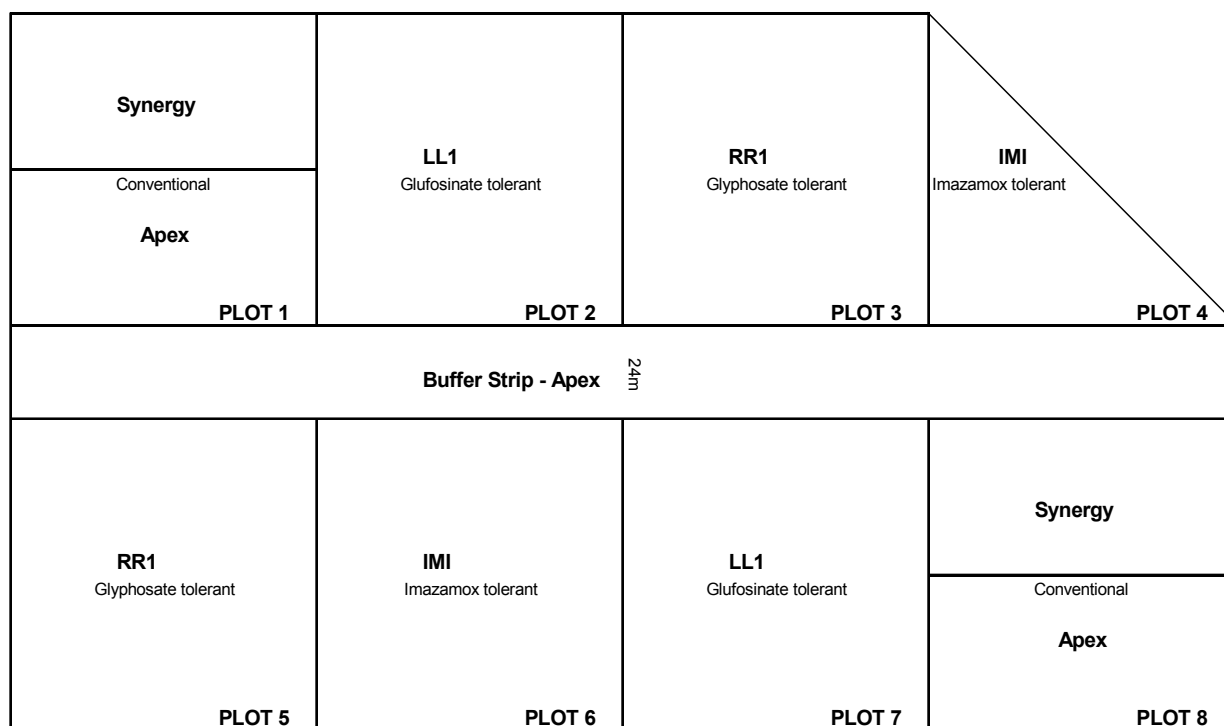 Synergy
Conventional
Apex
PLOT 1
LL1
Glufosinate tolerant
PLOT 2
RR1
Glyphosate tolerant
PLOT 3
IMI
Imazamox tolerant
PLOT 4
Buffer Strip - Apex
24m
RR1
Glyphosate tolerant
PLOT 5
IMI
Imazamox tolerant
PLOT 6
LL1
Glufosinate tolerant
PLOT 7
Synergy
Conventional
Apex
PLOT 8